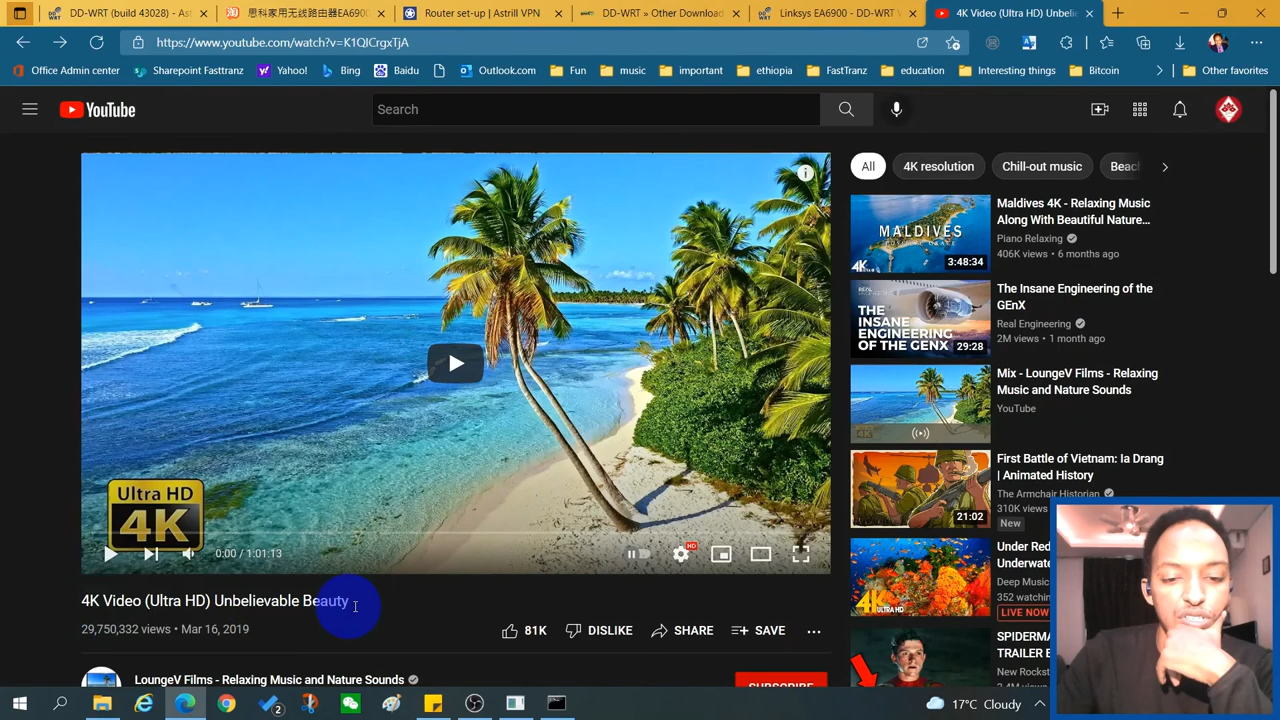 DD-WRT (build 43028) - Ast
思科家用无线路由器EA6900
Router set-up | Astrill VPN
DD-WRT » Other Download
Linksys EA6900 - DD-WRT
4K Video (Ultra HD) Unbeli
https://www.youtube.com/watch?v=K1QICrgxTjA
Office Admin center
Sharepoint Fasttranz
Yahoo!
Bing
Baidu
Outlook.com
Fun
music
important
ethiopia
FastTranz
education
Interesting things
Bitcoin
Other favorites
YouTube
Search
All
4K resolution
Chill-out music
Beac
MALDIVES
4K
3:48:34
Maldives 4K - Relaxing Music
Along With Beautiful Nature...
Piano Relaxing
406K views • 6 months ago
REAL
THE
INSANE
ENGINEERING
OF THE GENX
29:28
The Insane Engineering of the
GEnX
Real Engineering
2M views • 1 month ago
Mix - LoungeV Films - Relaxing
Music and Nature Sounds
YouTube
21:02
First Battle of Vietnam: Ia Drang
| Animated History
The Armchair Historian
310K views
New
4K ULTRA HD
Under Red
Underwate
Deep Music
352 watching
LIVE NOW
SPIDERMA
TRAILER E
New Rockst
Ultra HD
4K
0:00 / 1:01:13
HD
4K Video (Ultra HD) Unbelievable Beauty
29,750,332 views • Mar 16, 2019
81K
DISLIKE
SHARE
SAVE
LoungeV Films - Relaxing Music and Nature Sounds
SUBSCRIBE
2
17°C Cloudy